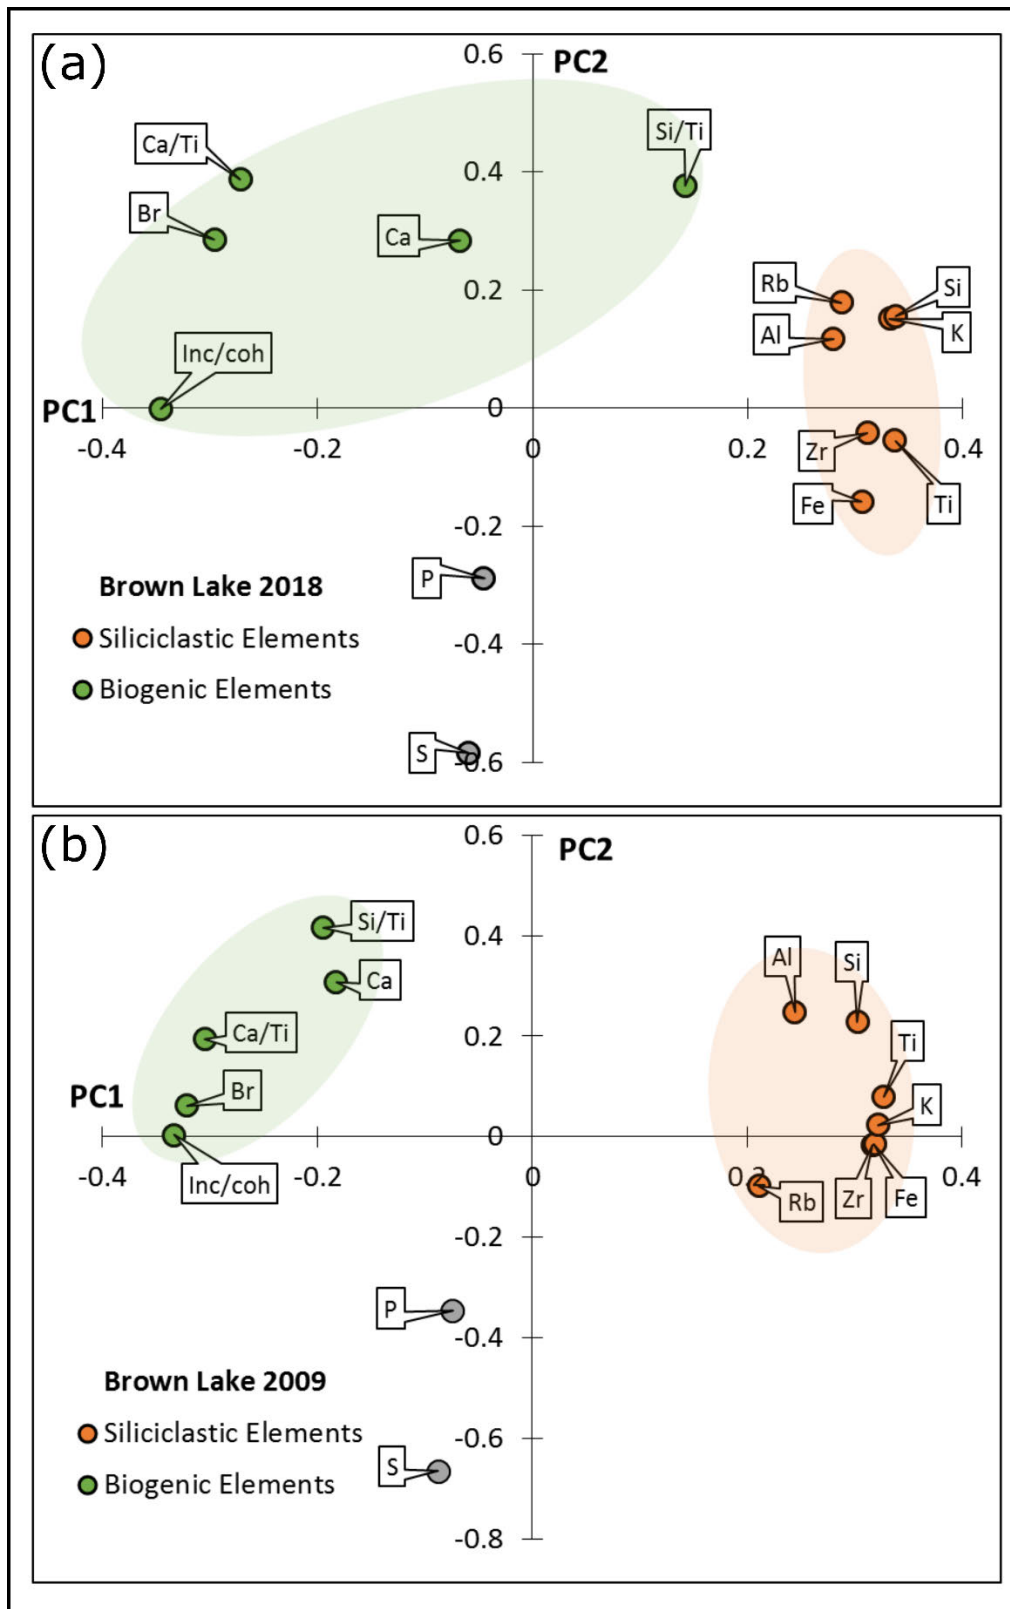 (a)
PC2
0.6
Ca/Ti
Si/Ti
0.4
Br
Ca
0.2
Rb
Si
Al
K
Inc/coh
PC1
0
-0.4
-0.2
0
0.2
0.4
Zr
Fe
Ti
-0.2
P
Brown Lake 2018
Siliciclastic Elements
-0.4
Biogenic Elements
S
-0.6
(b)
0.6
PC2
Si/Ti
0.4
Al
Si
Ca
Ca/Ti
0.2
Ti
PC1
Br
K
0
-0.4
-0.2
0
0.2
0.4
Inc/coh
Rb
Zr
Fe
-0.2
P
-0.4
Brown Lake 2009
Siliciclastic Elements
-0.6
S
Biogenic Elements
-0.8